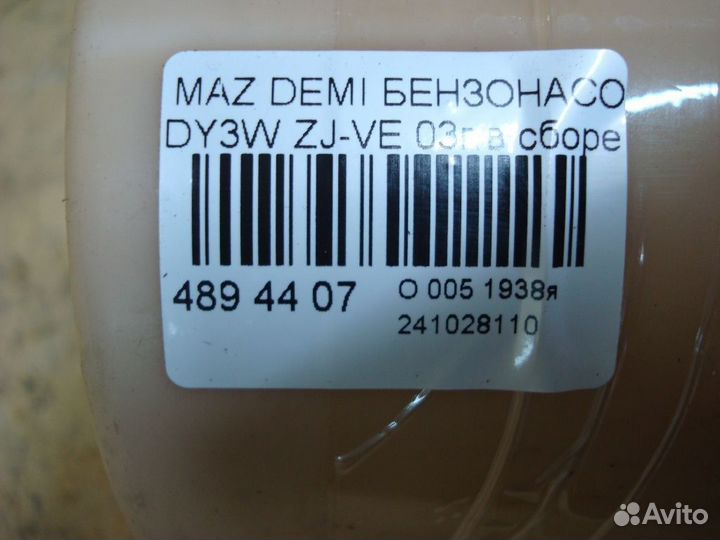 MAZ DEMI БЕНЗОНАСО
DY3W ZJ-VE 03г.в сборе
489 44 07
О 005 1938я
241028110
Avito